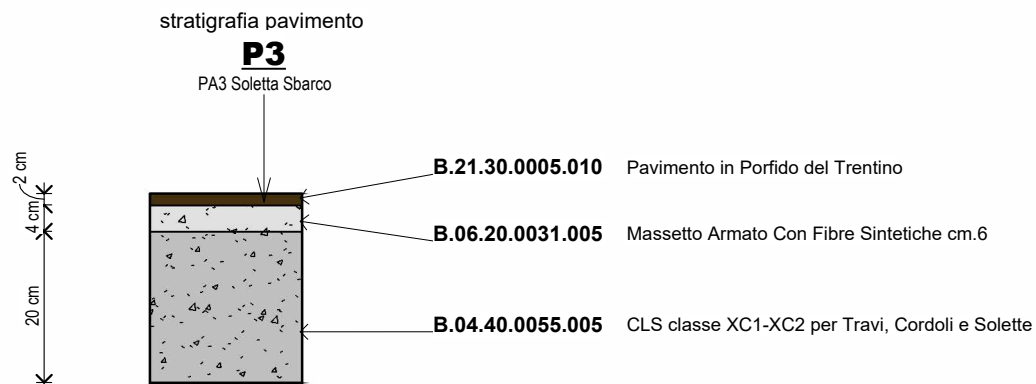 stratigrafia pavimento
P3
PA3 Soletta Sbarco
2 cm
B.21.30.0005.010 Pavimento in Porfido del Trentino
4 cm
B.06.20.0031.005 Massetto Armato Con Fibre Sintetiche cm.6
20 cm
B.04.40.0055.005 CLS classe XC1-XC2 per Travi, Cordoli e Solette